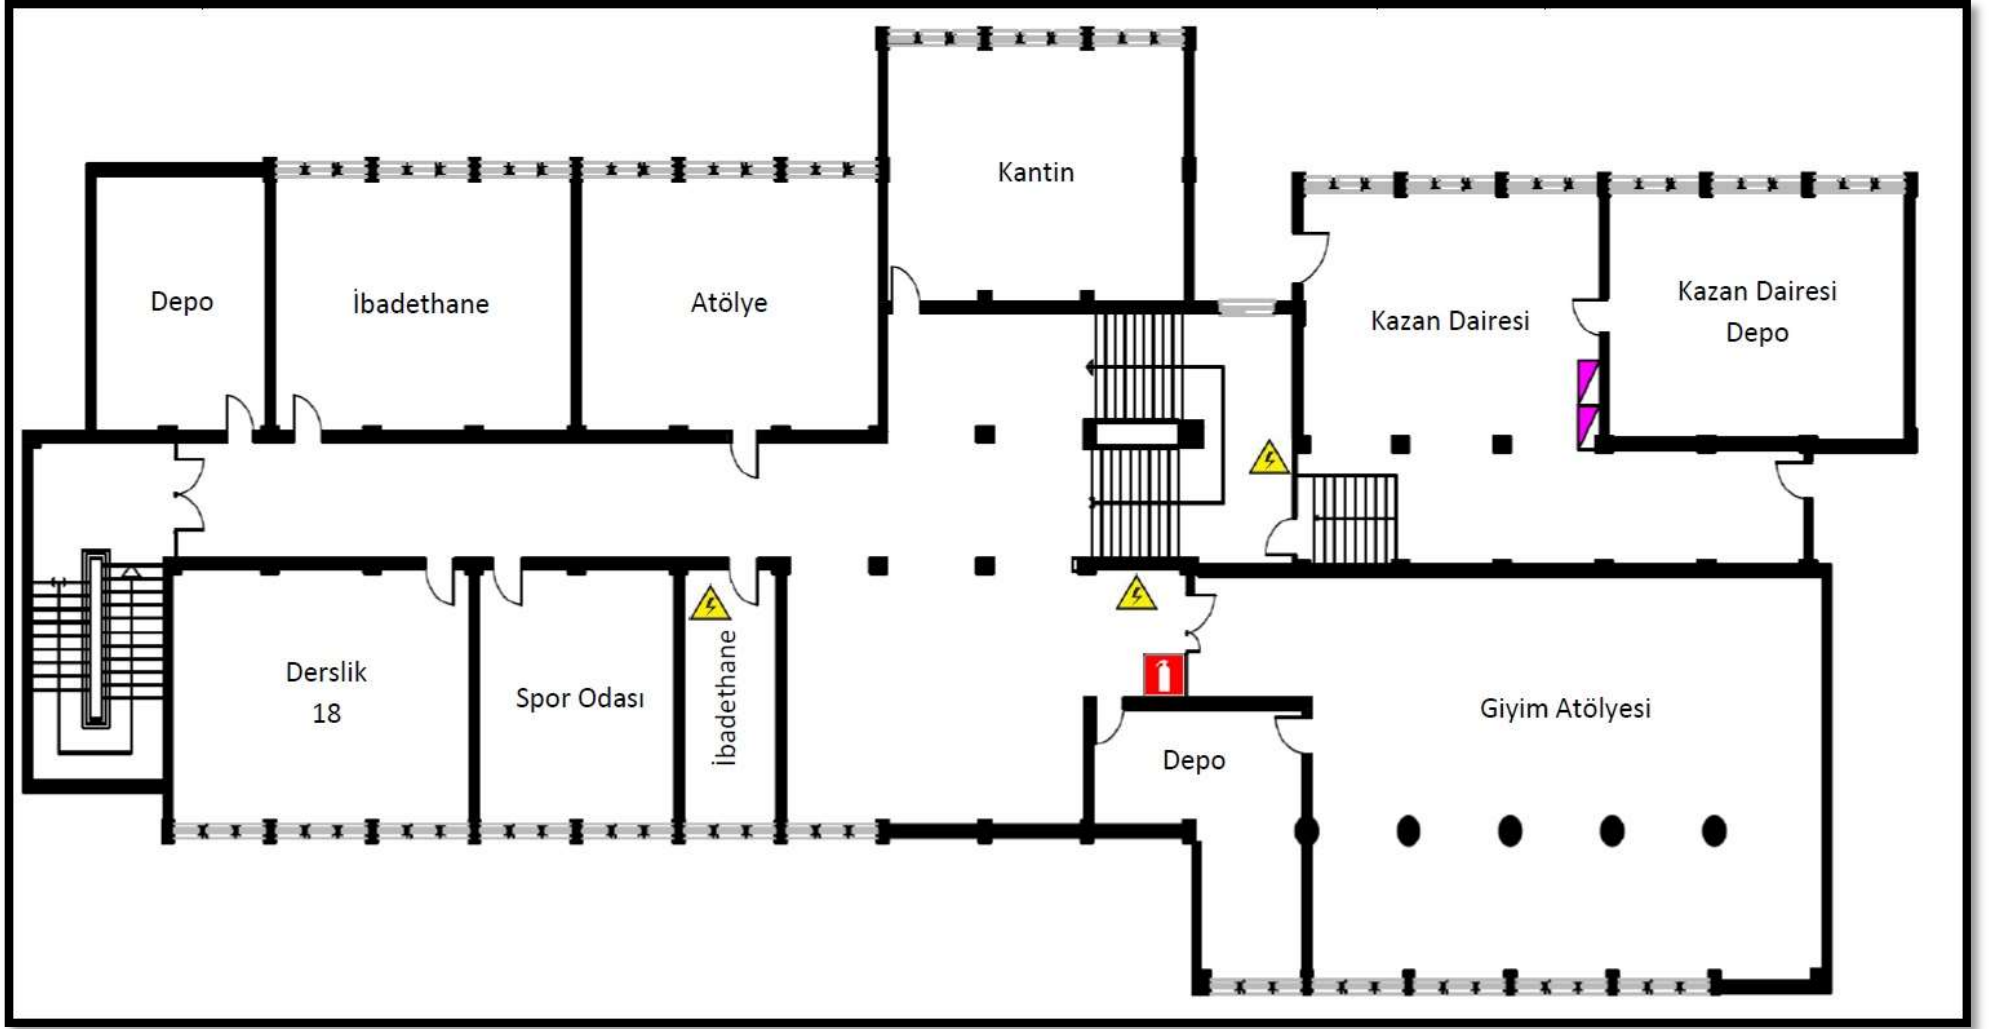 Kantin
Depo
İbadethane
Atölye
Kazan Dairesi
Kazan Dairesi
Depo
Derslik
18
Spor Odası
İbadethane
Depo
Giyim Atölyesi